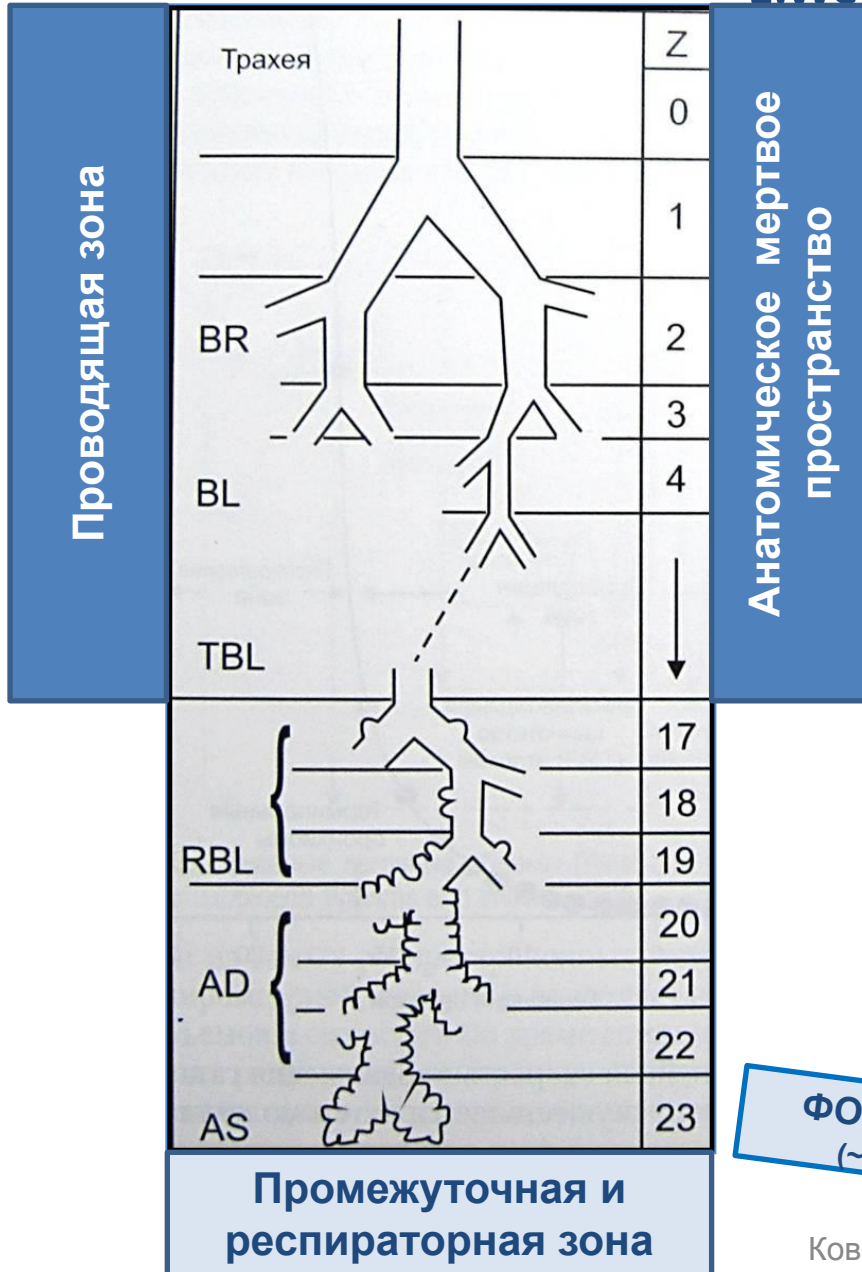 Проводящая зона
Трахея
Z
0
1
BR
2
3
BL
4
TBL
17
18
RBL
19
20
AD
21
22
AS
23
Анатомическое мертвое
пространство
Промежуточная и
респираторная зона
ФО
(~
Ков